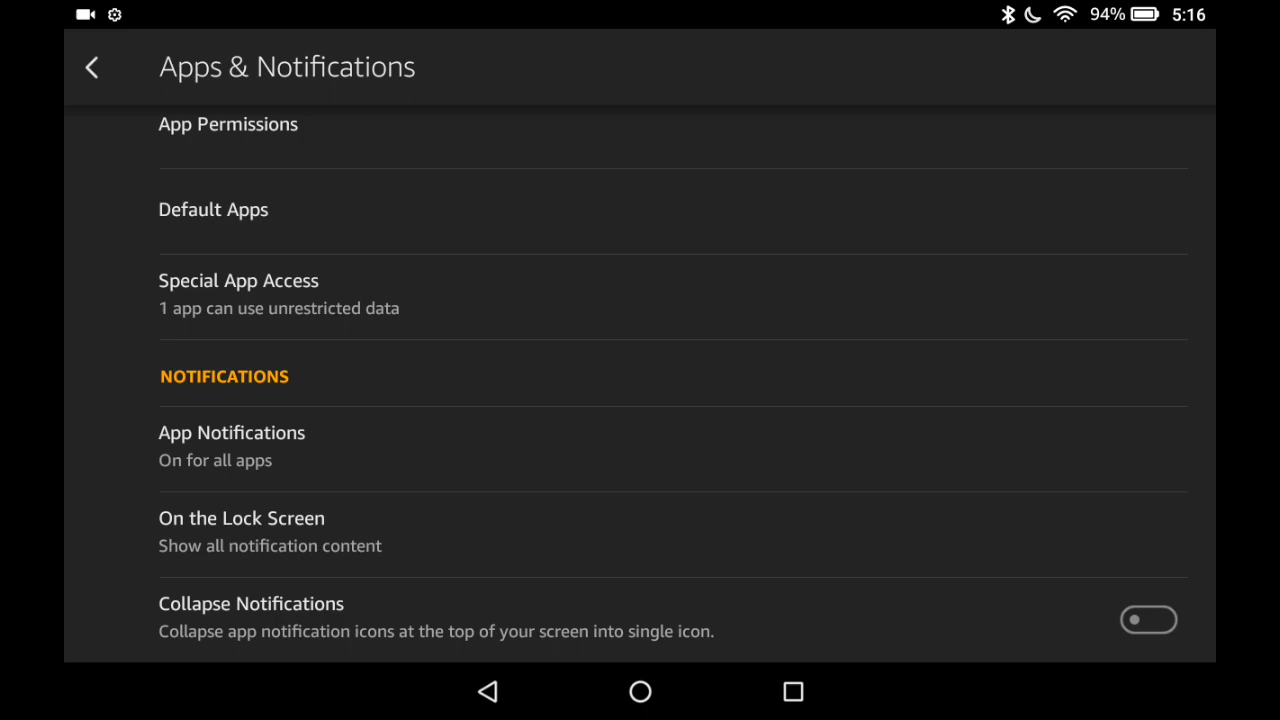 94% 5:16
Apps & Notifications
App Permissions
Default Apps
Special App Access
1 app can use unrestricted data
NOTIFICATIONS
App Notifications
On for all apps
On the Lock Screen
Show all notification content
Collapse Notifications
Collapse app notification icons at the top of your screen into single icon.